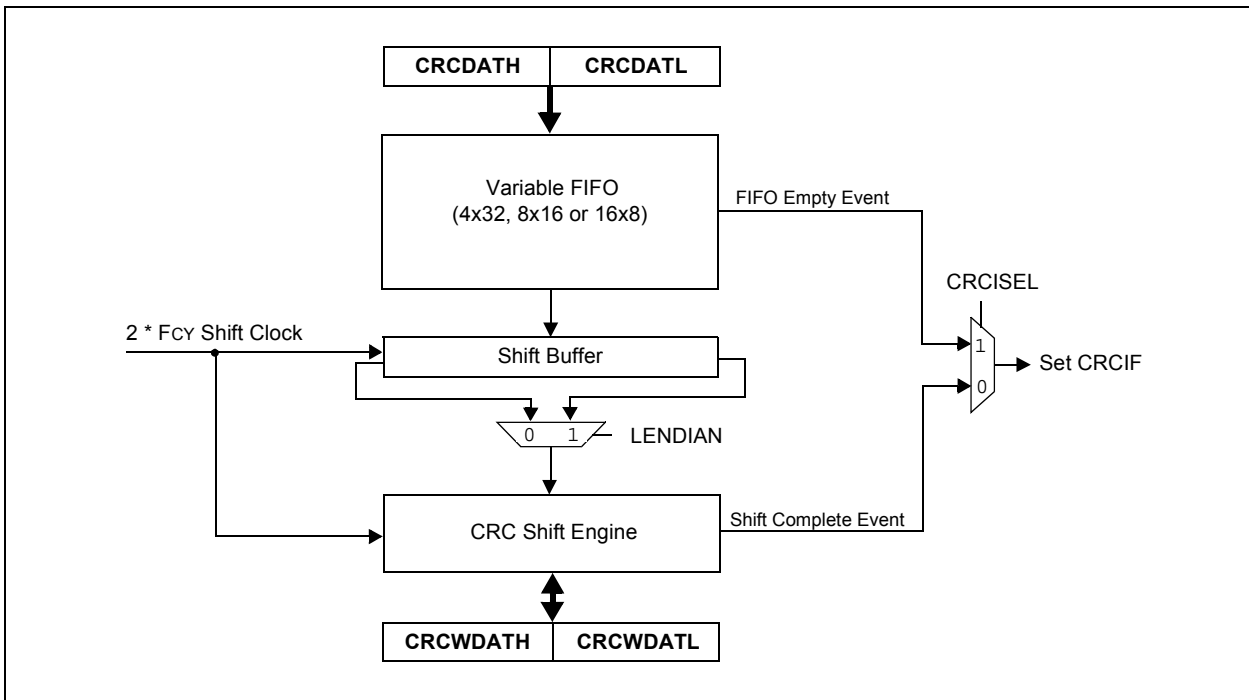 CRCDATH CRCDATL
Variable FIFO
(4x32, 8x16 or 16x8)
FIFO Empty Event
CRCISEL
2 * FCY Shift Clock
1
Set CRCIF
Shift Buffer
0
0 1
LENDIAN
Shift Complete Event
CRC Shift Engine
CRCWDATH CRCWDATL